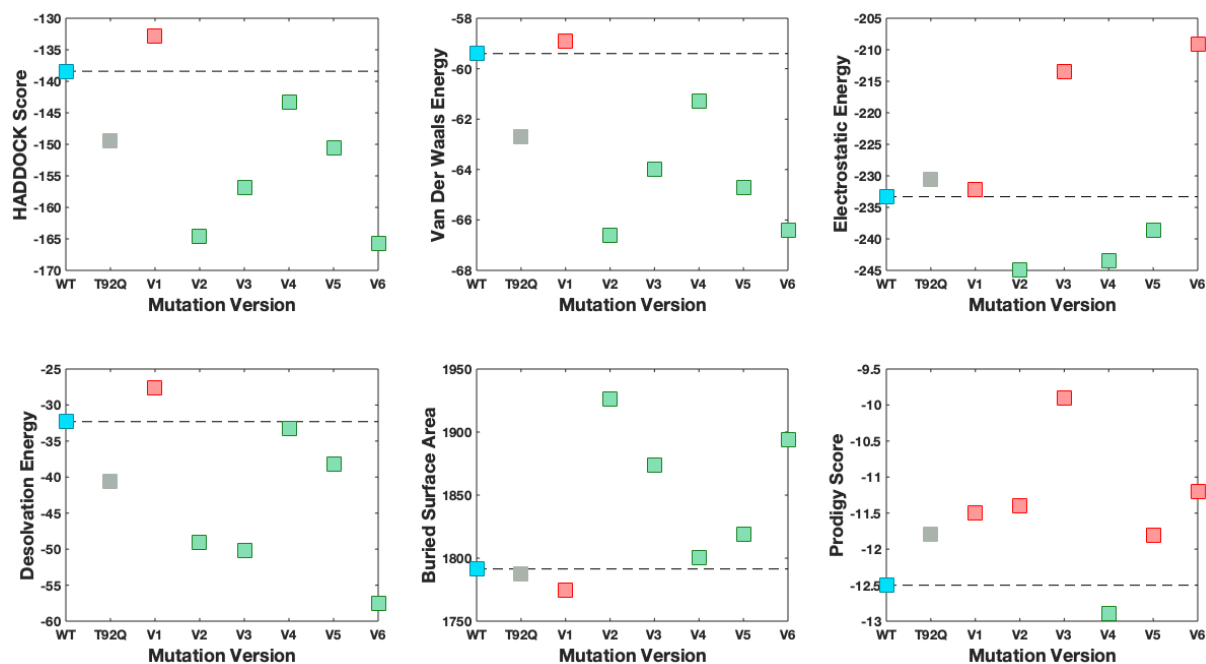 HADDOCK Score
-130
-135
-140
-145
-150
-155
-160
-165
-170
WT T92Q V1 V2 V3 V4 V5 V6
Mutation Version
Van Der Waals Energy
-58
-60
-62
-64
-66
-68
WT T92Q V1 V2 V3 V4 V5 V6
Mutation Version
Electrostatic Energy
-205
-210
-215
-220
-225
-230
-235
-240
-245
WT T92Q V1 V2 V3 V4 V5 V6
Mutation Version
Desolvation Energy
-25
-30
-35
-40
-45
-50
-55
-60
WT T92Q V1 V2 V3 V4 V5 V6
Mutation Version
Buried Surface Area
1950
1900
1850
1800
1750
WT T92Q V1 V2 V3 V4 V5 V6
Mutation Version
Prodigy Score
-9.5
-10
-10.5
-11
-11.5
-12
-12.5
-13
WT T92Q V1 V2 V3 V4 V5 V6
Mutation Version